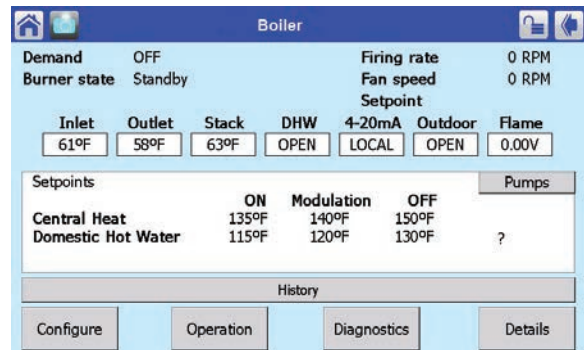 Boiler
Demand OFF Firing rate 0 RPM
Burner state Standby Fan speed 0 RPM
Setpoint
Inlet Outlet Stack DHW 4-20mA Outdoor Flame
61ºF 58ºF 63ºF OPEN LOCAL OPEN 0.00V
Setpoints Pumps
ON Modulation OFF
Central Heat 135ºF 140ºF 150ºF
Domestic Hot Water 115ºF 120ºF 130ºF ?
History
Configure Operation Diagnostics Details